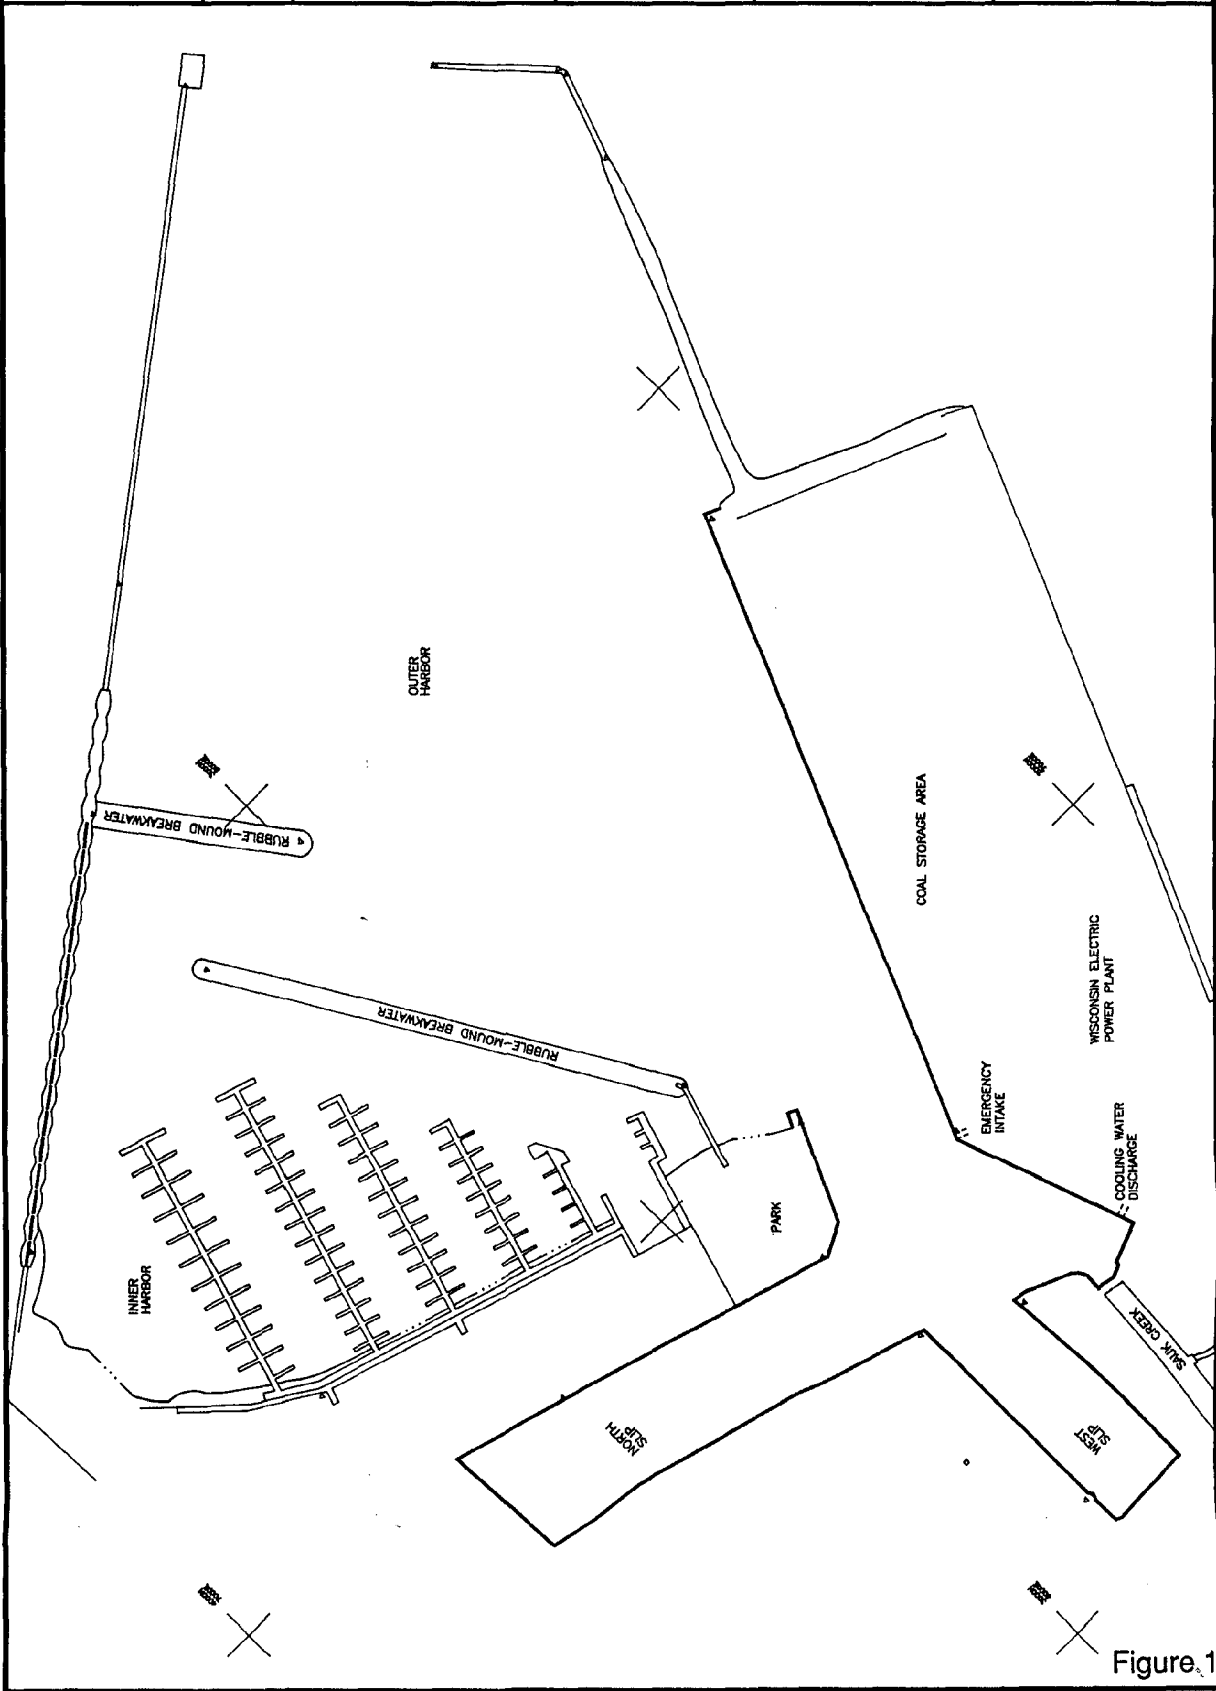 OUTER
HARBOR
RUBBLE-MOUND BREAKWATER
RUBBLE-MOUND BREAKWATER
COAL STORAGE AREA
WISCONSIN ELECTRIC
POWER PLANT
EMERGENCY
INTAKE
COOLING WATER
DISCHARGE
INNER
HARBOR
PARK
SAUK CREEK
NORTH
SLIP
WEST
SLIP
Figure 1